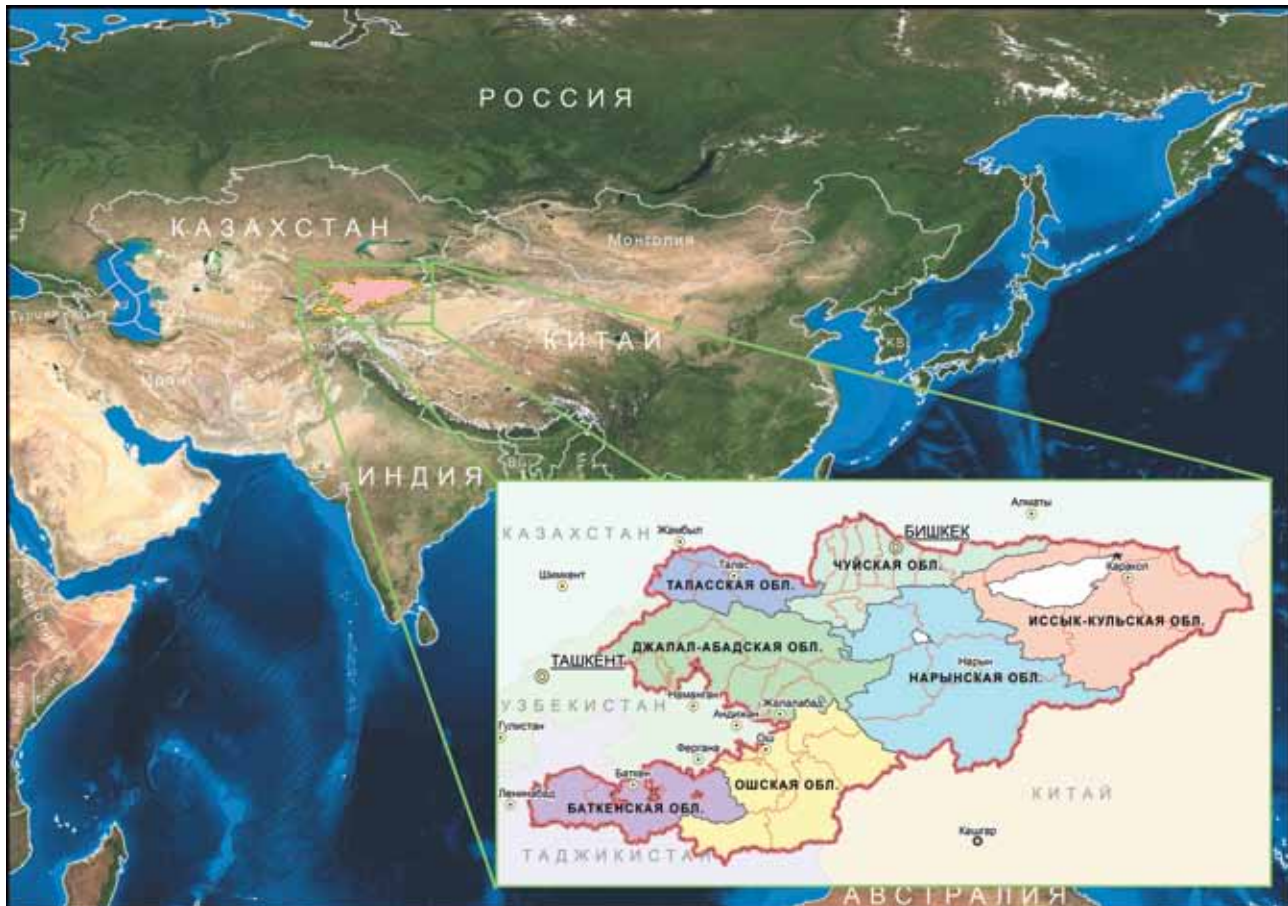 РОССИЯ
КАЗАХСТАН
Монголия
КИТАЙ
Иран
ИНДИЯ
КАЗАХСТАН
Жамбыл
Алматы
БИШКЕК
Шымкент
Талас
ТАЛАССКАЯ ОБЛ.
ЧУЙСКАЯ ОБЛ.
Каракол
ИССЫК-КУЛЬСКАЯ ОБЛ.
ДЖАЛАЛ-АБАДСКАЯ ОБЛ.
ТАШКЕНТ
Нарын
НАРЫНСКАЯ ОБЛ.
УЗБЕКИСТАН
Наманган
Жалалабад
Андижан
Гулистан
Ош
Фергана
Баткен
ОШСКАЯ ОБЛ.
Ленинабад
БАТКЕНСКАЯ ОБЛ.
КИТАЙ
Кашгар
ТАДЖИКИСТАН
АВСТРАЛИЯ